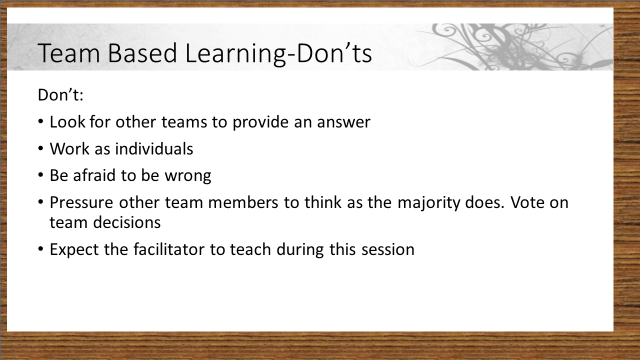 Team Based Learning-Don’ts
Don’t:
• Look for other teams to provide an answer
• Work as individuals
• Be afraid to be wrong
• Pressure other team members to think as the majority does. Vote on
team decisions
• Expect the facilitator to teach during this session